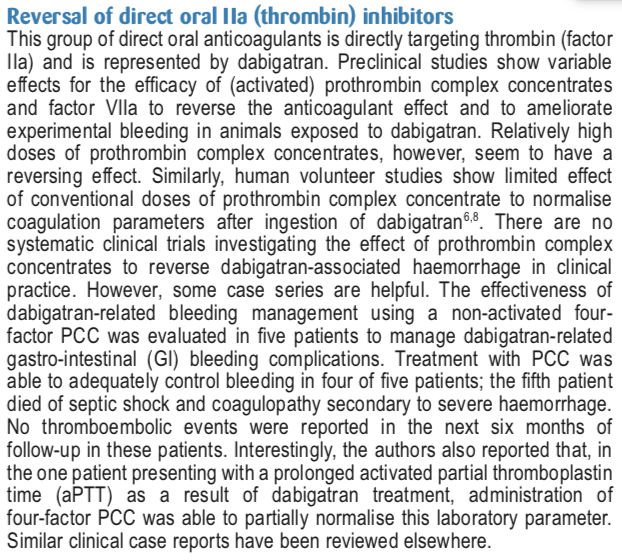 Reversal of direct oral IIa (thrombin) inhibitors
This group of direct oral anticoagulants is directly targeting thrombin (factor
IIa) and is represented by dabigatran. Preclinical studies show variable
effects for the efficacy of (activated) prothrombin complex concentrates
and factor VIIa to reverse the anticoagulant effect and to ameliorate
experimental bleeding in animals exposed to dabigatran. Relatively high
doses of prothrombin complex concentrates, however, seem to have a
reversing effect. Similarly, human volunteer studies show limited effect
of conventional doses of prothrombin complex concentrate to normalise
coagulation parameters after ingestion of dabigatran6,8. There are no
systematic clinical trials investigating the effect of prothrombin complex
concentrates to reverse dabigatran-associated haemorrhage in clinical
practice. However, some case series are helpful. The effectiveness of
dabigatran-related bleeding management using a non-activated four-
factor PCC was evaluated in five patients to manage dabigatran-related
gastro-intestinal (GI) bleeding complications. Treatment with PCC was
able to adequately control bleeding in four of five patients; the fifth patient
died of septic shock and coagulopathy secondary to severe haemorrhage.
No thromboembolic events were reported in the next six months of
follow-up in these patients. Interestingly, the authors also reported that, in
the one patient presenting with a prolonged activated partial thromboplastin
time (aPTT) as a result of dabigatran treatment, administration of
four-factor PCC was able to partially normalise this laboratory parameter.
Similar clinical case reports have been reviewed elsewhere.